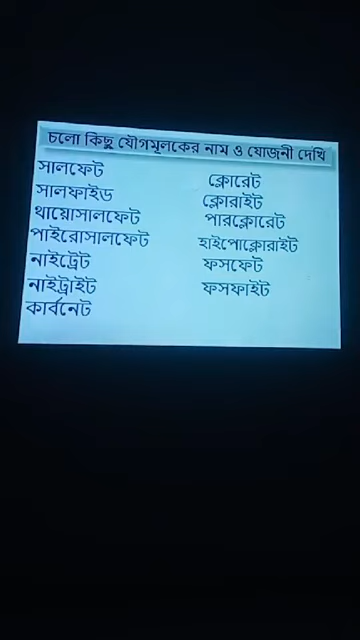 চলো কিছু যৌগমূলকের নাম ও যোজনী দেখি
সালফেট
সালফাইড
থায়োসালফেট
পাইরোসালফেট
নাইট্রেট
নাইট্রাইট
কার্বনেট
ক্লোরেট
ক্লোরাইট
পারক্লোরেট
হাইপোক্লোরাইট
ফসফেট
ফসফাইট